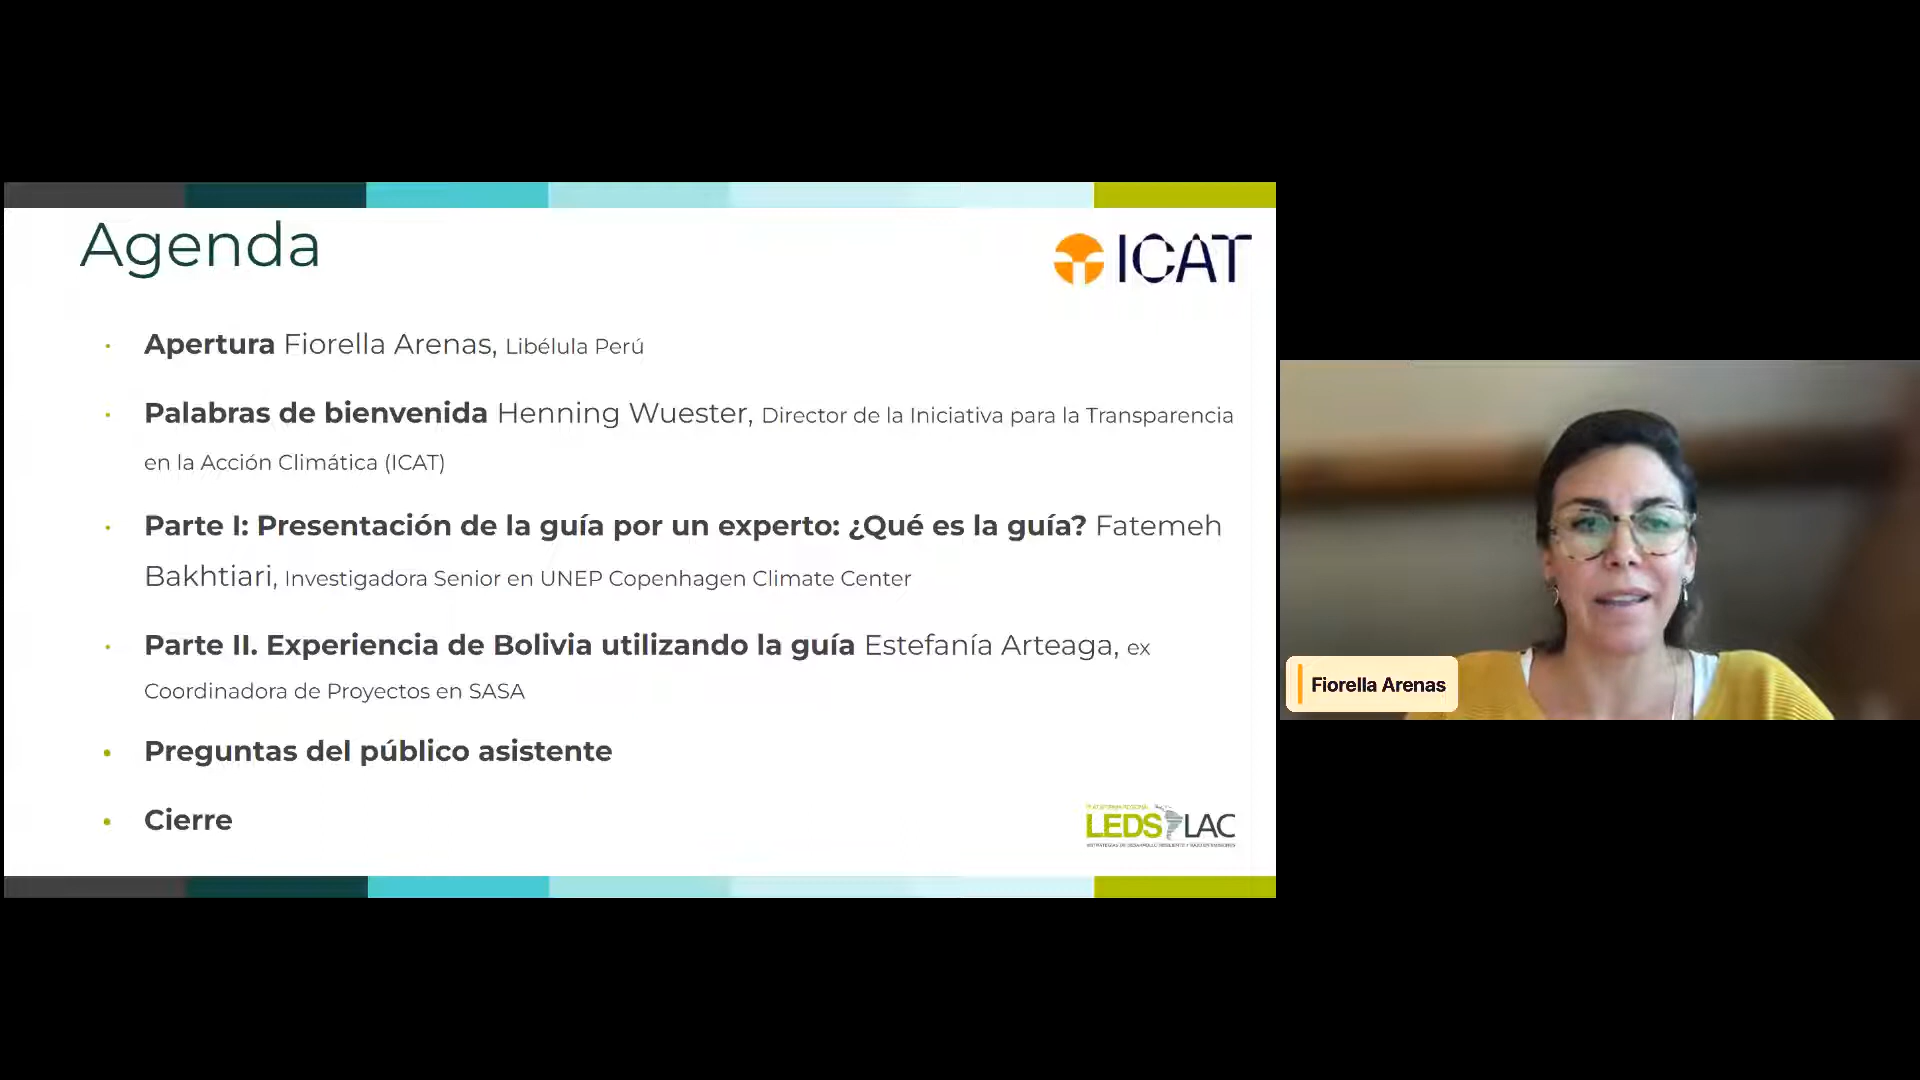 Agenda
ICAT
• Apertura Fiorella Arenas, Libélula Perú
• Palabras de bienvenida Henning Wuester, Director de la Iniciativa para la Transparencia
en la Acción Climática (ICAT)
• Parte I: Presentación de la guía por un experto: ¿Qué es la guía? Fatemeh
Bakhtiari, Investigadora Senior en UNEP Copenhagen Climate Center
• Parte II. Experiencia de Bolivia utilizando la guía Estefanía Arteaga, ex
Coordinadora de Proyectos en SASA
• Preguntas del público asistente
• Cierre
PLATAFORMA REGIONAL
LEDS LAC
Fiorella Arenas